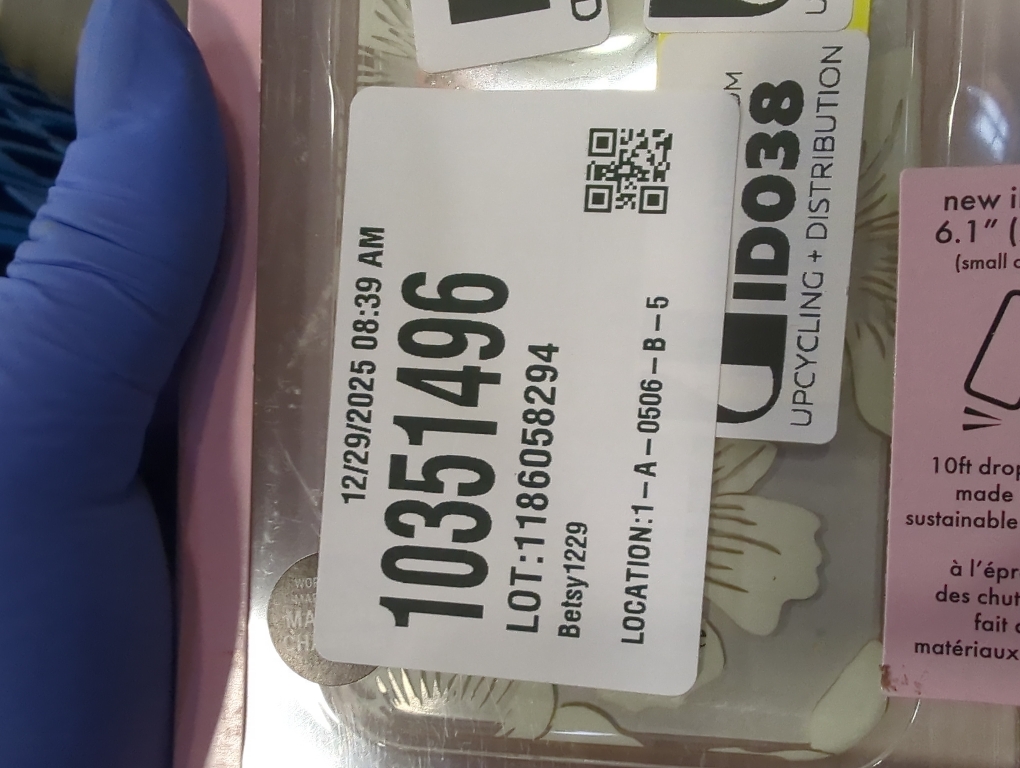 12/29/2025 08:39 AM
10351496
LOT:1186058294
Betsy1229
LOCATION:1-A-0506-B-5
ID038
UPCYCLING + DISTRIBUTION
new i
6.1" (
(small
10ft drop
made
sustainable
à l'épr
des chut
fait
matériaux